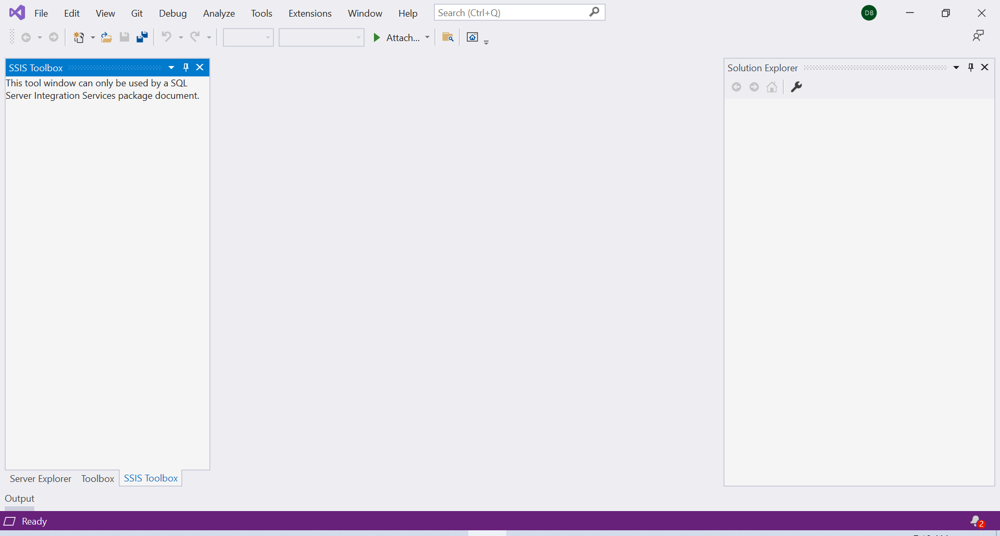 File Edit View Git Debug Analyze Tools Extensions Window Help Search (Ctrl+Q) DB
Attach...
SSIS Toolbox
This tool window can only be used by a SQL
Server Integration Services package document.
Solution Explorer
Server Explorer Toolbox SSIS Toolbox
Output
Ready 2